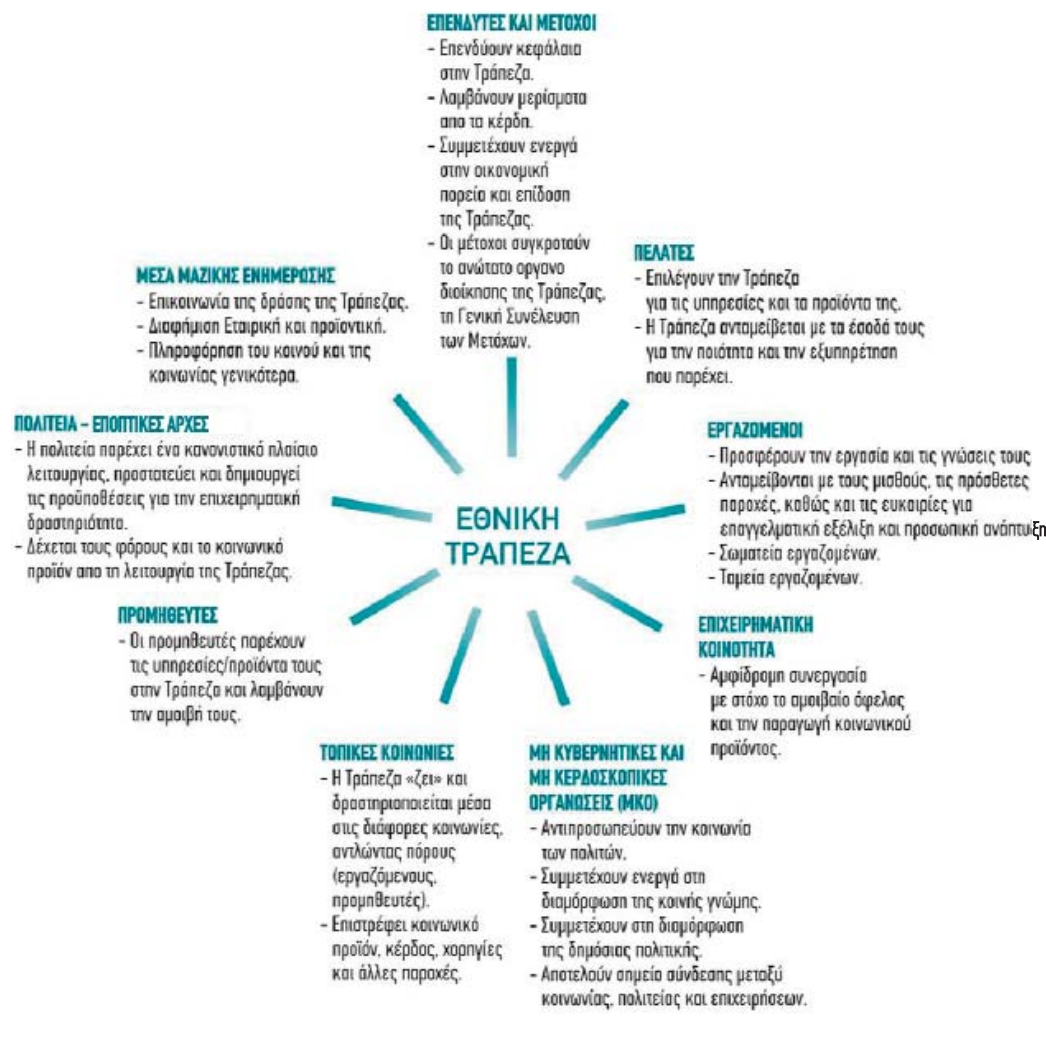 ΕΠΕΝΔΥΤΕΣ ΚΑΙ ΜΕΤΟΧΟΙ
- Επενδύουν κεφάλαια
στην Τράπεζα.
- Λαμβάνουν μερίσματα
απο τα κέρδη.
- Συμμετέχουν ενεργά
στην οικονομική
πορεία και επίδοση
της Τράπεζας.
- Οι μέτοχοι συγκροτούν
το ανώτατο οργανο
διοίκησης της Τράπεζας,
τη Γενική Συνέλευση
των Μετόχων.
ΠΕΛΑΤΕΣ
- Επιλέγουν την Τράπεζα
για τις υπηρεσίες και τα προϊόντα της.
- Η Τράπεζα ανταμείβεται με τα έσοδά τους
για την ποιότητα και την εξυπηρέτηση
που παρέχει.
ΕΡΓΑΖΟΜΕΝΟΙ
- Προσφέρουν την εργασία και τις γνώσεις τους
- Ανταμείβονται με τους μισθούς, τις πρόσθετες
παροχές, καθώς και τις ευκαιρίες για
επαγγελματική εξέλιξη και προσωπική ανάπτυξη
- Σωματεία εργαζομένων.
- Ταμεία εργαζομένων.
ΕΠΙΧΕΙΡΗΜΑΤΙΚΗ
ΚΟΙΝΟΤΗΤΑ
- Αμφίδρομη συνεργασία
με στόχο το αμοιβαίο όφελος
και την παραγωγή κοινωνικού
προϊόντος.
ΜΗ ΚΥΒΕΡΝΗΤΙΚΕΣ ΚΑΙ
ΜΗ ΚΕΡΔΟΣΚΟΠΙΚΕΣ
ΟΡΓΑΝΩΣΕΙΣ (ΜΚΟ)
- Αντιπροσωπεύουν την κοινωνία
των πολιτών.
- Συμμετέχουν ενεργά στη
διαμόρφωση της κοινής γνώμης.
- Συμμετέχουν στη διαμόρφωση
της δημόσιας πολιτικής.
- Αποτελούν σημείο σύνδεσης μεταξύ
κοινωνίας, πολιτείας και επιχειρήσεων.
ΤΟΠΙΚΕΣ ΚΟΙΝΩΝΙΕΣ
- Η Τράπεζα «ζει» και
δραστηριοποιείται μέσα
στις διάφορες κοινωνίες,
αντλώντας πόρους
(εργαζόμενους,
προμηθευτές).
- Επιστρέφει κοινωνικό
προϊόν, κέρδος, χορηγίες
και άλλες παροχές.
ΠΡΟΜΗΘΕΥΤΕΣ
- Οι προμηθευτές παρέχουν
τις υπηρεσίες/προϊόντα τους
στην Τράπεζα και λαμβάνουν
την αμοιβή τους.
ΠΟΛΙΤΕΙΑ – ΕΠΟΠΤΙΚΕΣ ΑΡΧΕΣ
- Η πολιτεία παρέχει ένα κανονιστικό πλαίσιο
λειτουργίας, προστατεύει και δημιουργεί
τις προϋποθέσεις για την επιχειρηματική
δραστηριότητα.
- Δέχεται τους φόρους και το κοινωνικό
προϊόν απο τη λειτουργία της Τράπεζας.
ΜΕΣΑ ΜΑΖΙΚΗΣ ΕΝΗΜΕΡΩΣΗΣ
- Επικοινωνία της δράσης της Τράπεζας.
- Διαφήμιση Εταιρική και προϊοντική.
- Πληροφόρηση του κοινού και της
κοινωνίας γενικότερα.
ΕΘΝΙΚΗ
ΤΡΑΠΕΖΑ